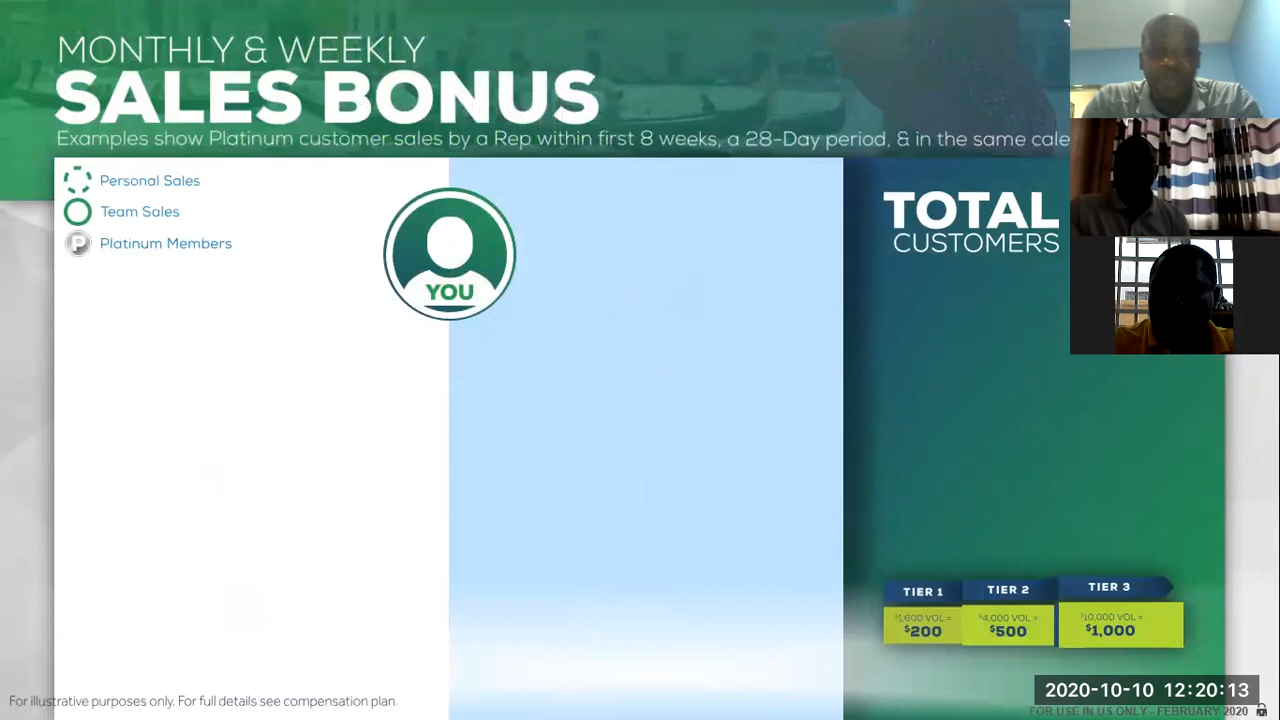 MONTHLY & WEEKLY
SALES BONUS
Examples show Platinum customer sales by a Rep within first 8 weeks, a 28-Day period, & in the same cale
Personal Sales
Team Sales
P
Platinum Members
YOU
TOTAL
CUSTOMERS
TIER 1
TIER 2
TIER 3
$1,600 VOL =
$200
$4,000 VOL =
$500
$10,000 VOL =
$1,000
For illustrative purposes only. For full details see compensation plan.
2020-10-10 12:20:13
FOR USE IN US ONLY - FEBRUARY 2020